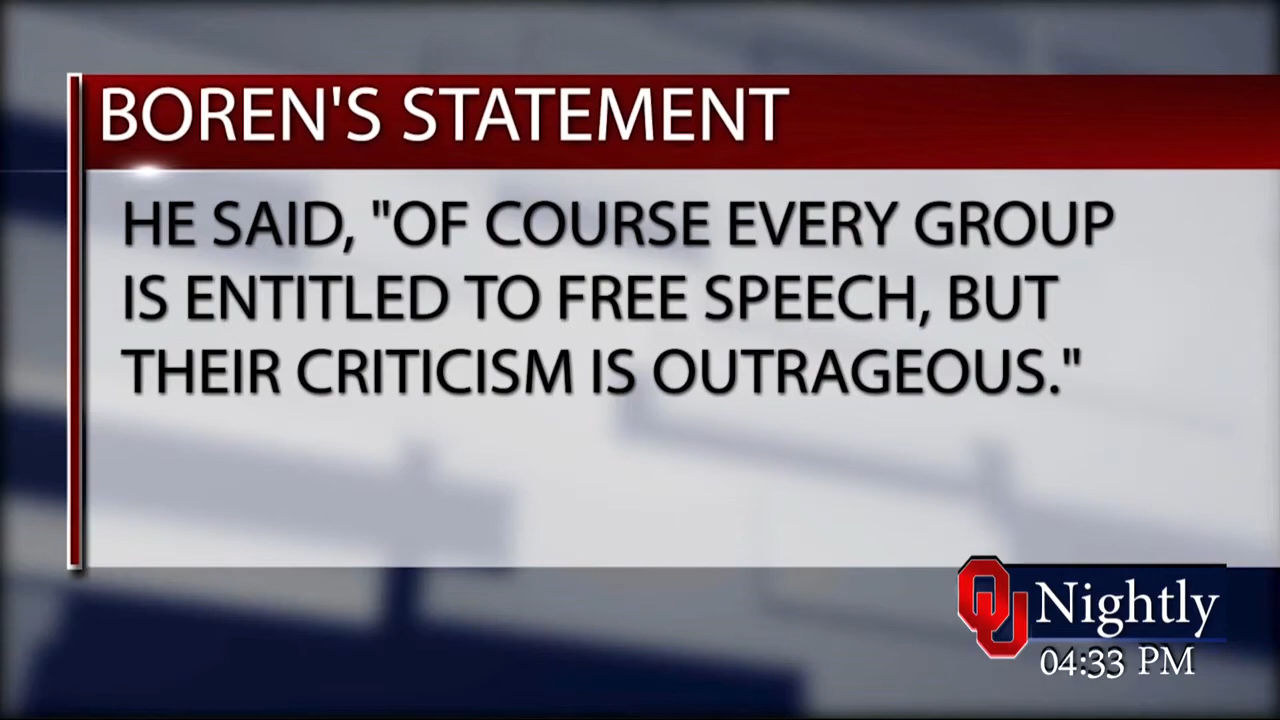 BOREN'S STATEMENT
HE SAID, "OF COURSE EVERY GROUP
IS ENTITLED TO FREE SPEECH, BUT
THEIR CRITICISM IS OUTRAGEOUS."
OU Nightly
04:33 PM